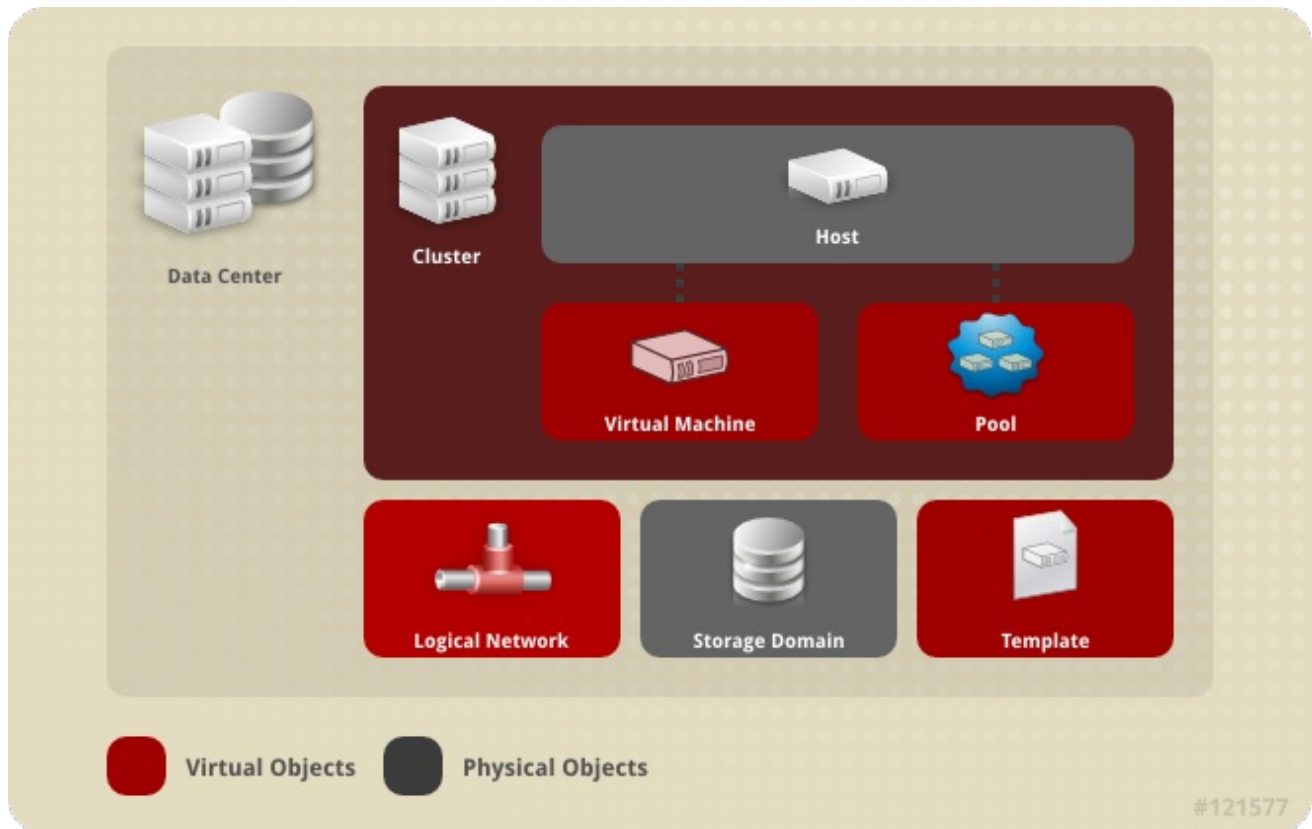 Data Center
Cluster
Host
Virtual Machine
Pool
Logical Network
Storage Domain
Template
Virtual Objects
Physical Objects
#121577